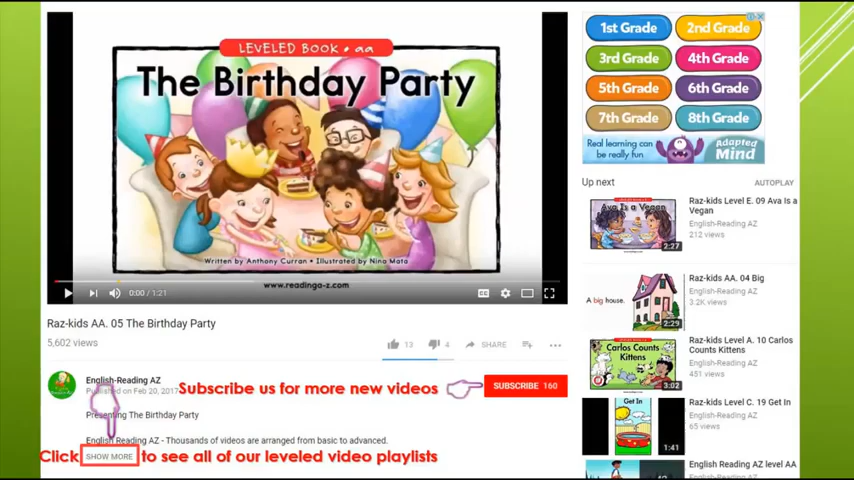 LEVELED BOOK • aa
The Birthday Party
Written by Anthony Curran • Illustrated by Nina Mata
www.readinga-z.com
0:00 / 1:21
Raz-kids AA. 05 The Birthday Party
5,602 views
13
4
SHARE
English-Reading AZ
Published on Feb 20, 2017
Subscribe us for more new videos
SUBSCRIBE 160
Presenting The Birthday Party
English Reading AZ - Thousands of videos are arranged from basic to advanced.
Click SHOW MORE to see all of our leveled video playlists
1st Grade
2nd Grade
3rd Grade
4th Grade
5th Grade
6th Grade
7th Grade
8th Grade
Real learning can
be really fun
Adapted
Mind
Up next
AUTOPLAY
Ava Is a Vegan
2:27
Raz-kids Level E. 09 Ava Is a
Vegan
English-Reading AZ
212 views
A big house.
2:29
Raz-kids AA. 04 Big
English-Reading AZ
3.2K views
Carlos Counts
Kittens
3:02
Raz-kids Level A. 10 Carlos
Counts Kittens
English-Reading AZ
451 views
Get In
1:41
Raz-kids Level C. 19 Get In
English-Reading AZ
65 views
English Reading AZ level AA